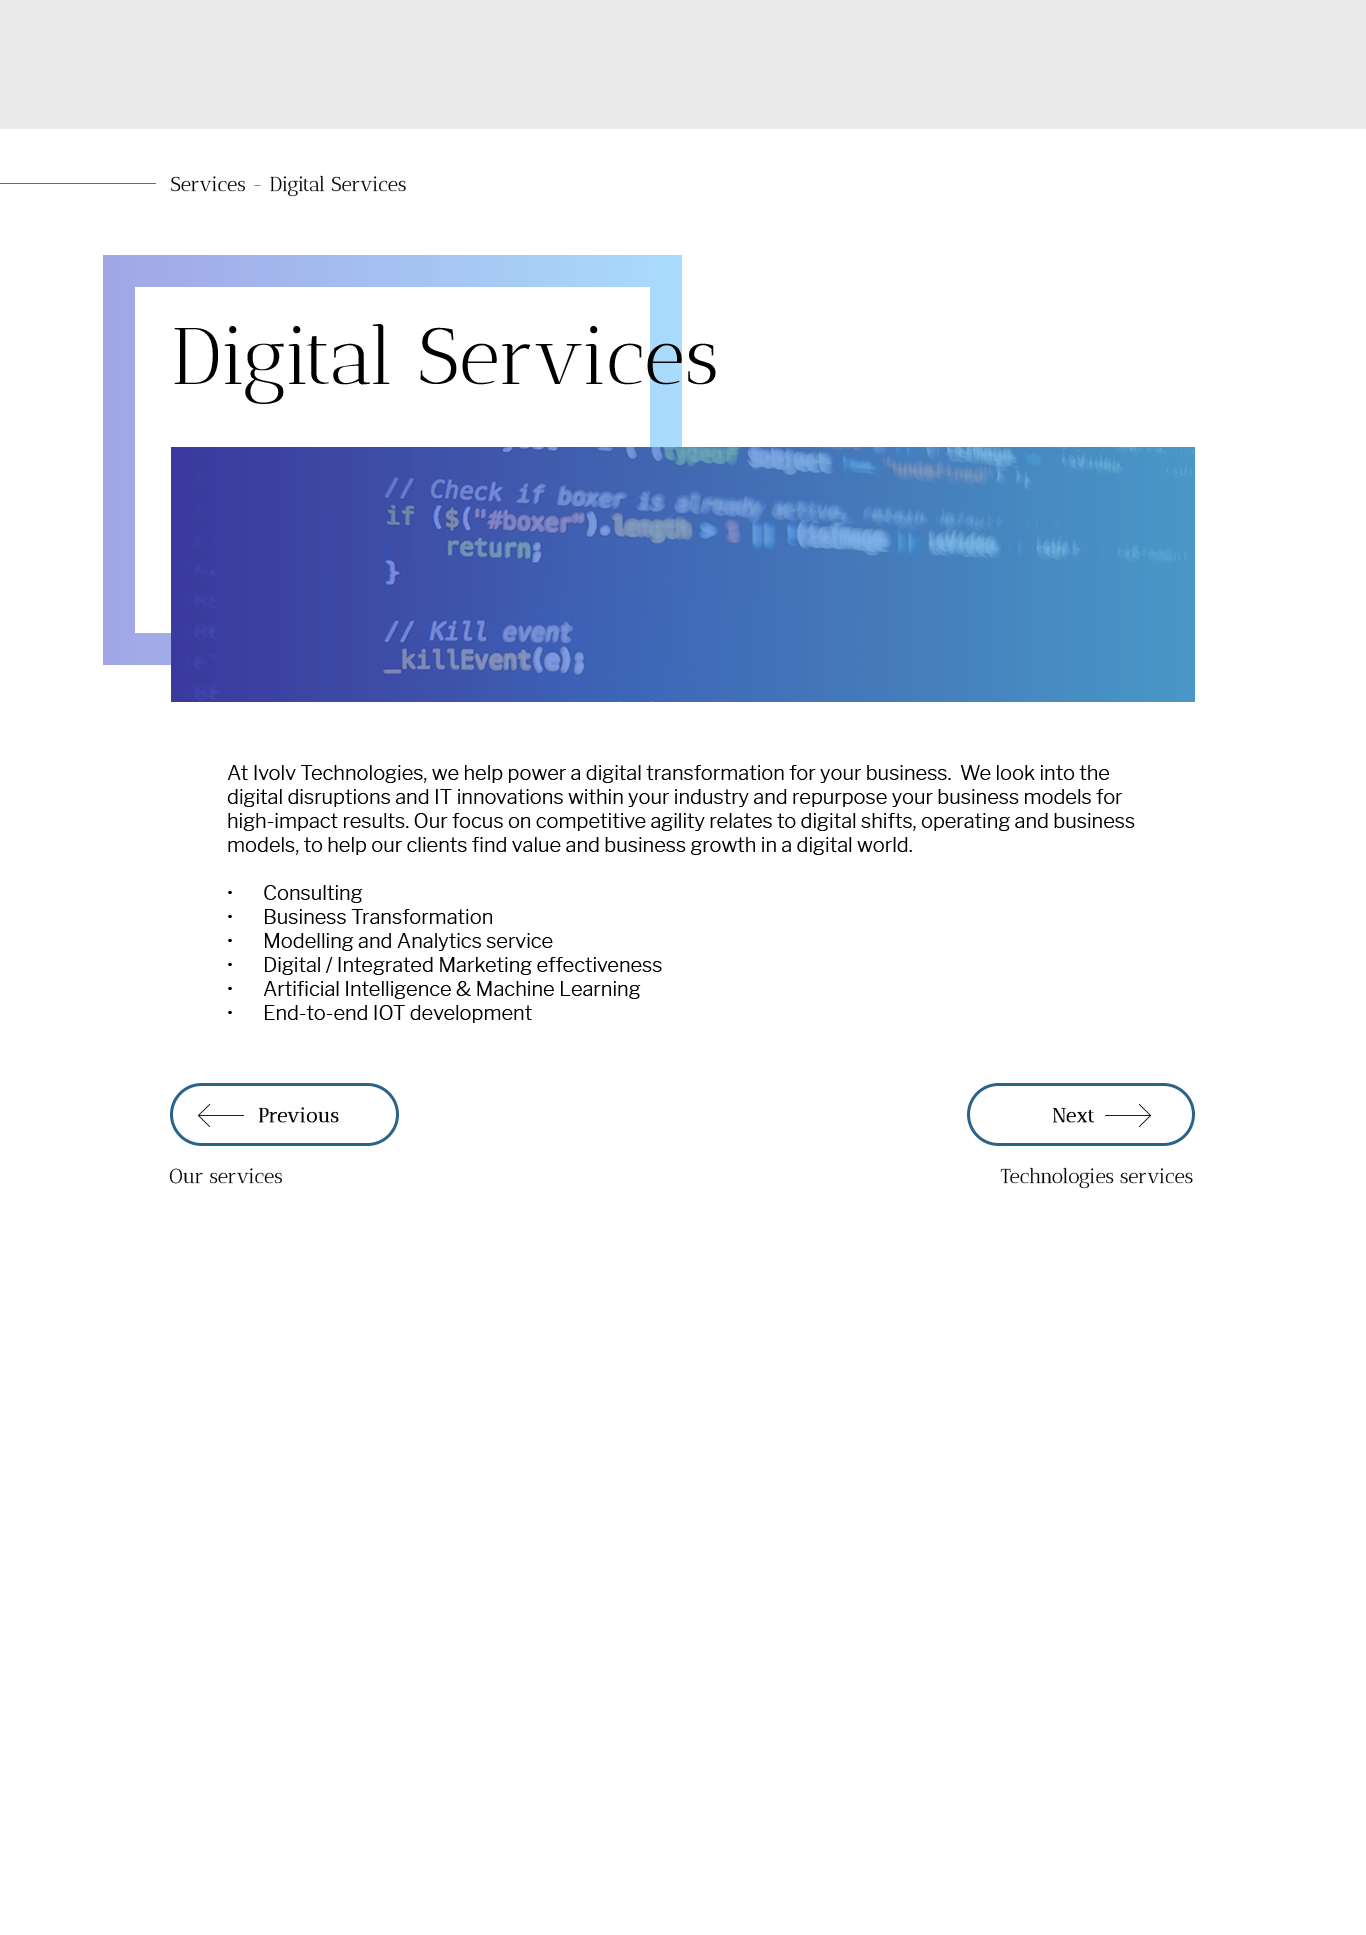 Services - Digital Services
Digital Services
// Check if boxer is already active,
if ($("#boxer").length >
return;
}
// Kill event
_killEvent(e);
At Ivolv Technologies, we help power a digital transformation for your business.  We look into the
digital disruptions and IT innovations within your industry and repurpose your business models for
high-impact results. Our focus on competitive agility relates to digital shifts, operating and business
models, to help our clients find value and business growth in a digital world.
• Consulting
• Business Transformation
• Modelling and Analytics service
• Digital / Integrated Marketing effectiveness
• Artificial Intelligence & Machine Learning
• End-to-end IOT development
Previous
Next
Our services
Technologies services